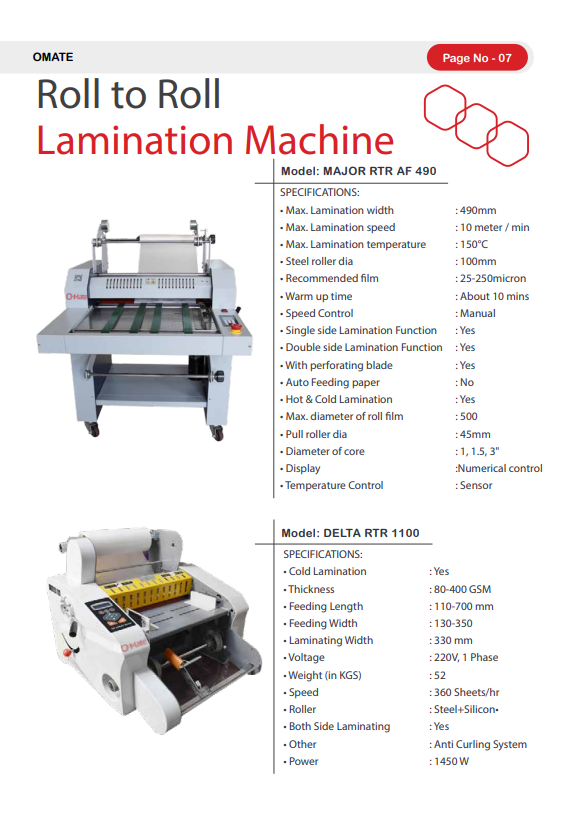 OMATE
Page No - 07
Roll to Roll
Lamination Machine
Model: MAJOR RTR AF 490
SPECIFICATIONS:
• Max. Lamination width : 490mm
• Max. Lamination speed : 10 meter / min
• Max. Lamination temperature : 150°C
• Steel roller dia : 100mm
• Recommended film : 25-250micron
• Warm up time : About 10 mins
• Speed Control : Manual
• Single side Lamination Function : Yes
• Double side Lamination Function : Yes
• With perforating blade : Yes
• Auto Feeding paper : No
• Hot & Cold Lamination : Yes
• Max. diameter of roll film : 500
• Pull roller dia : 45mm
• Diameter of core : 1, 1.5, 3"
• Display :Numerical control
• Temperature Control : Sensor
Model: DELTA RTR 1100
SPECIFICATIONS:
• Cold Lamination : Yes
• Thickness : 80-400 GSM
• Feeding Length : 110-700 mm
• Feeding Width : 130-350
• Laminating Width : 330 mm
• Voltage : 220V, 1 Phase
• Weight (in KGS) : 52
• Speed : 360 Sheets/hr
• Roller : Steel+Silicon•
• Both Side Laminating : Yes
• Other : Anti Curling System
• Power : 1450 W